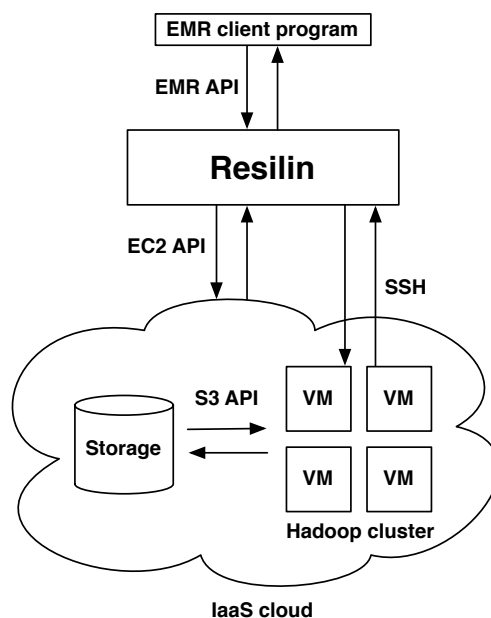 EMR client program
EMR API
Resilin
EC2 API
SSH
S3 API
Storage
VM
VM
VM
VM
Hadoop cluster
IaaS cloud